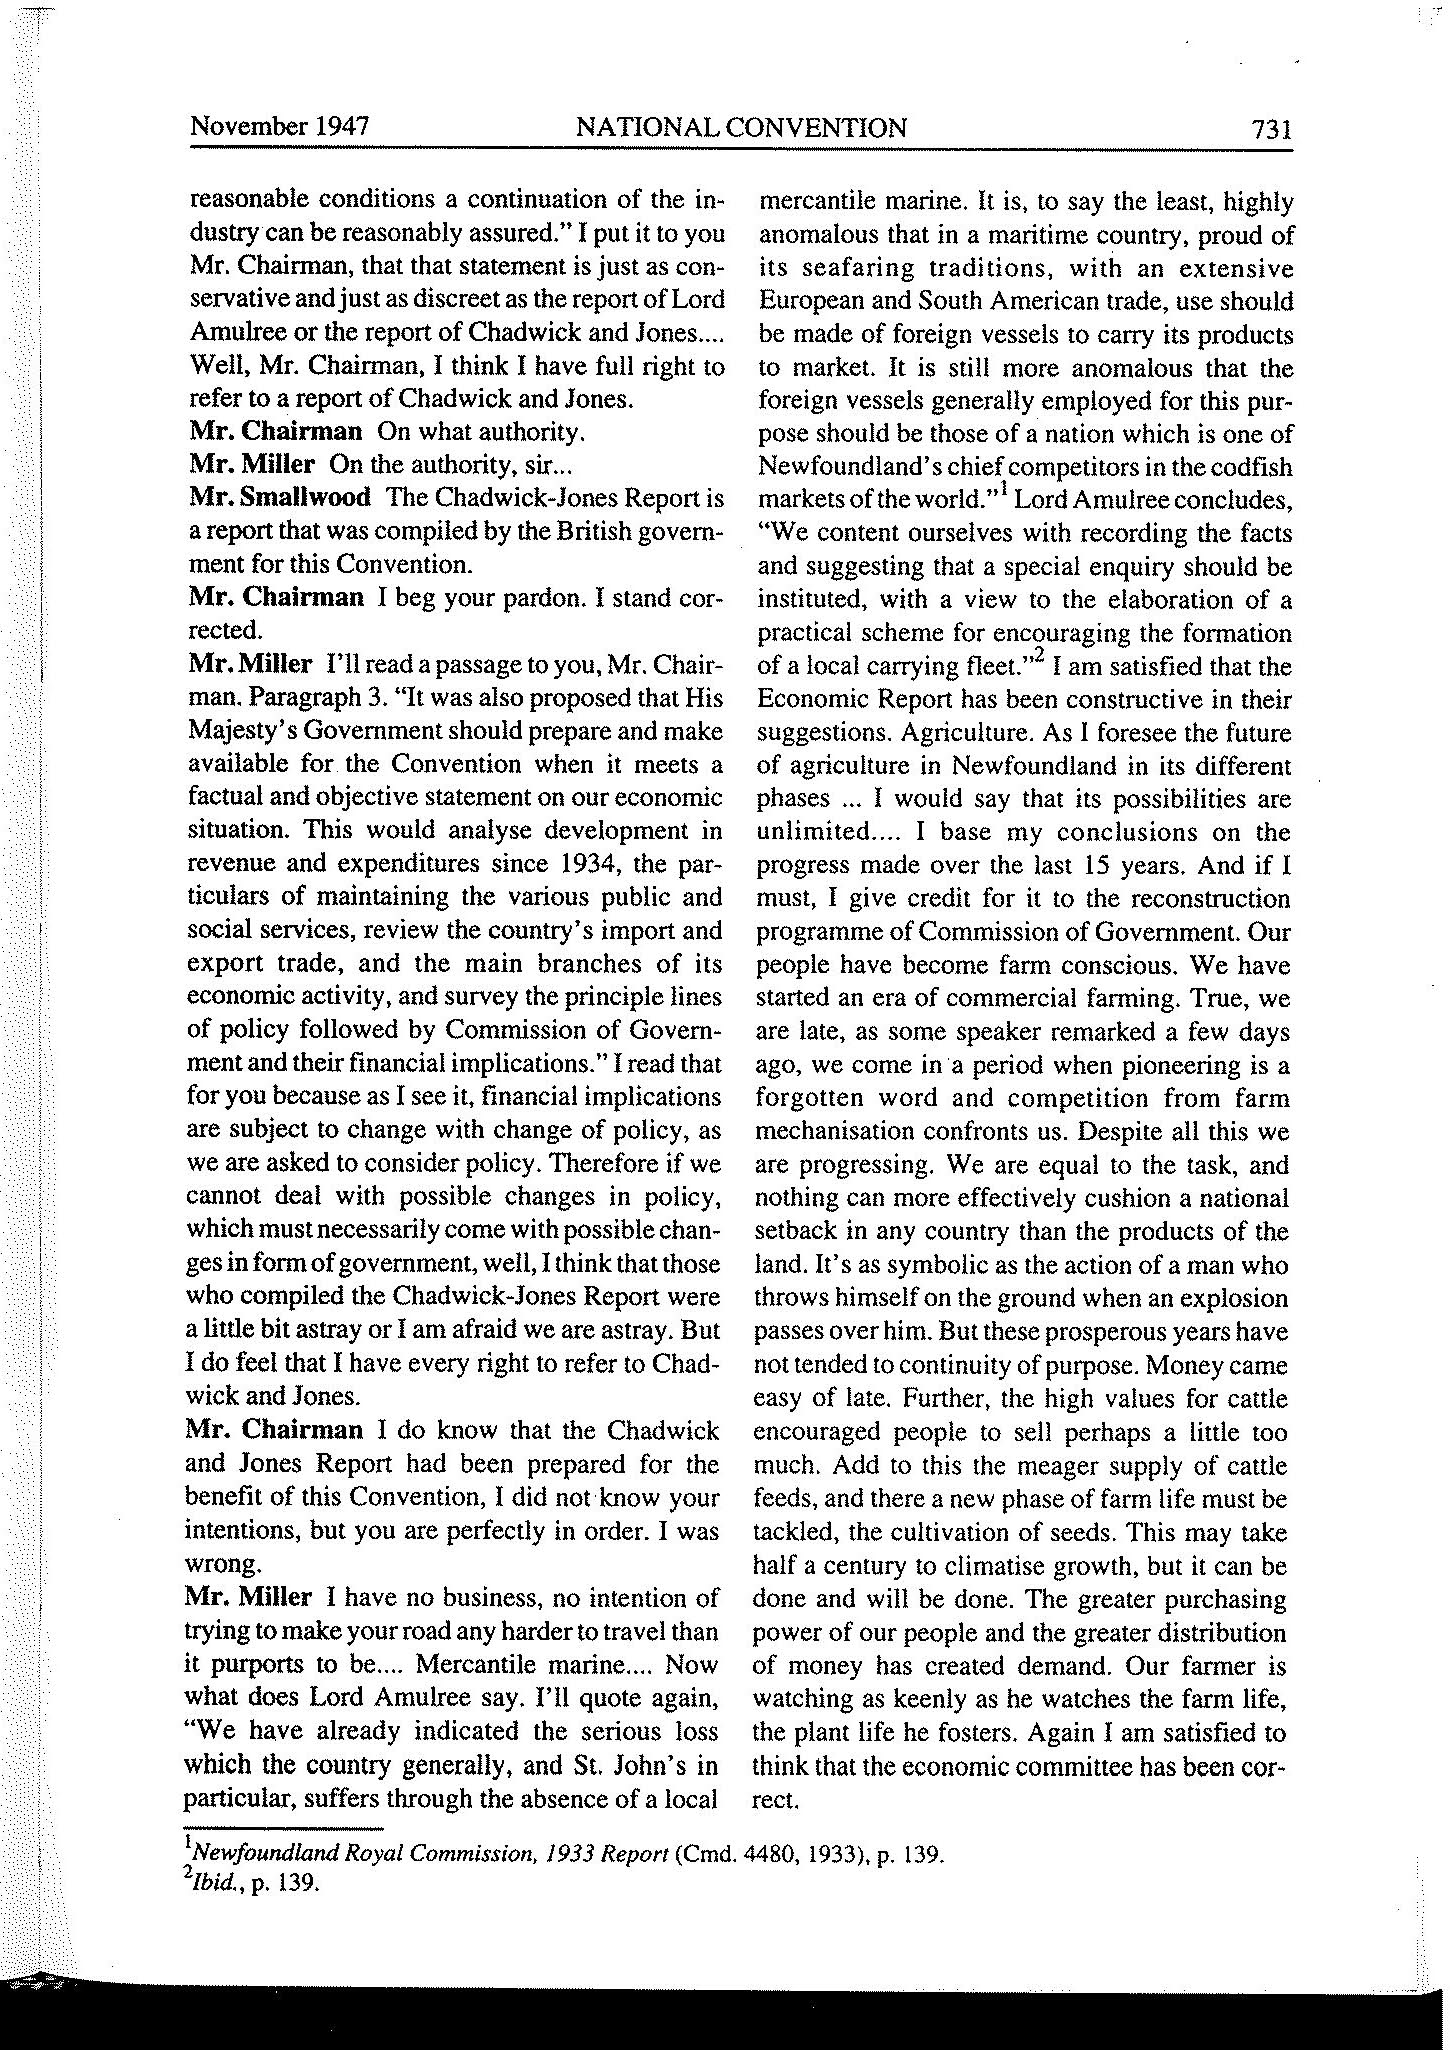 November 1947 NATIONAL CONVENTION 731
reasonable conditions a continuation of the in-
dustry can be reasonably assured." I put it to you
Mr. Chairman, that that statement is just as con-
servative and just as discreet as the report of Lord
Amulree or the report of Chadwick and Jones....
Well, Mr. Chairman, I think I have full right to
refer to a report of Chadwick and Jones.
Mr. Chairman On what authority.
Mr. Miller On the authority, sir...
Mr. Smallwood The Chadwick-Jones Report is
a report that was compiled by the British govern-
ment for this Convention.
Mr. Chairman I beg your pardon. I stand cor-
rected.
Mr. Miller I'll read a passage to you, Mr. Chair-
man. Paragraph 3. "It was also proposed that His
Majesty's Government should prepare and make
available for the Convention when it meets a
factual and objective statement on our economic
situation. This would analyse development in
revenue and expenditures since 1934, the par-
ticulars of maintaining the various public and
social services, review the country's import and
export trade, and the main branches of its
economic activity, and survey the principle lines
of policy followed by Commission of Govern-
ment and their financial implications." I read that
for you because as I see it, financial implications
are subject to change with change of policy, as
we are asked to consider policy. Therefore if we
cannot deal with possible changes in policy,
which must necessarily come with possible chan-
ges in form of government, well, I think that those
who compiled the Chadwick-Jones Report were
a little bit astray or I am afraid we are astray. But
I do feel that I have every right to refer to Chad-
wick and Jones.
Mr. Chairman I do know that the Chadwick
and Jones Report had been prepared for the
benefit of this Convention, I did not know your
intentions, but you are perfectly in order. I was
wrong.
Mr. Miller I have no business, no intention of
trying to make your road any harder to travel than
it purports to be.... Mercantile marine.... Now
what does Lord Amulree say. I'll quote again,
"We have already indicated the serious loss
which the country generally, and St. John's in
particular, suffers through the absence of a local
mercantile marine. It is, to say the least, highly
anomalous that in a maritime country, proud of
its seafaring traditions, with an extensive
European and South American trade, use should
be made of foreign vessels to carry its products
to market. It is still more anomalous that the
foreign vessels generally employed for this pur-
pose should be those of a nation which is one of
Newfoundland's chief competitors in the codfish
markets of the world."1 Lord Amulree concludes,
"We content ourselves with recording the facts
and suggesting that a special enquiry should be
instituted, with a view to the elaboration of a
practical scheme for encouraging the formation
of a local carrying fleet."2 I am satisfied that the
Economic Report has been constructive in their
suggestions. Agriculture. As I foresee the future
of agriculture in Newfoundland in its different
phases ... I would say that its possibilities are
unlimited.... I base my conclusions on the
progress made over the last 15 years. And if I
must, I give credit for it to the reconstruction
programme of Commission of Government. Our
people have become farm conscious. We have
started an era of commercial farming. True, we
are late, as some speaker remarked a few days
ago, we come in a period when pioneering is a
forgotten word and competition from farm
mechanisation confronts us. Despite all this we
are progressing. We are equal to the task, and
nothing can more effectively cushion a national
setback in any country than the products of the
land. It's as symbolic as the action of a man who
throws himself on the ground when an explosion
passes over him. But these prosperous years have
not tended to continuity of purpose. Money came
easy of late. Further, the high values for cattle
encouraged people to sell perhaps a little too
much. Add to this the meager supply of cattle
feeds, and there a new phase of farm life must be
tackled, the cultivation of seeds. This may take
half a century to climatise growth, but it can be
done and will be done. The greater purchasing
power of our people and the greater distribution
of money has created demand. Our farmer is
watching as keenly as he watches the farm life,
the plant life he fosters. Again I am satisfied to
think that the economic committee has been cor-
rect.
1Newfoundland Royal Commission, 1933 Report (Cmd. 4480, 1933), p. 139.
2Ibid., p. 139.